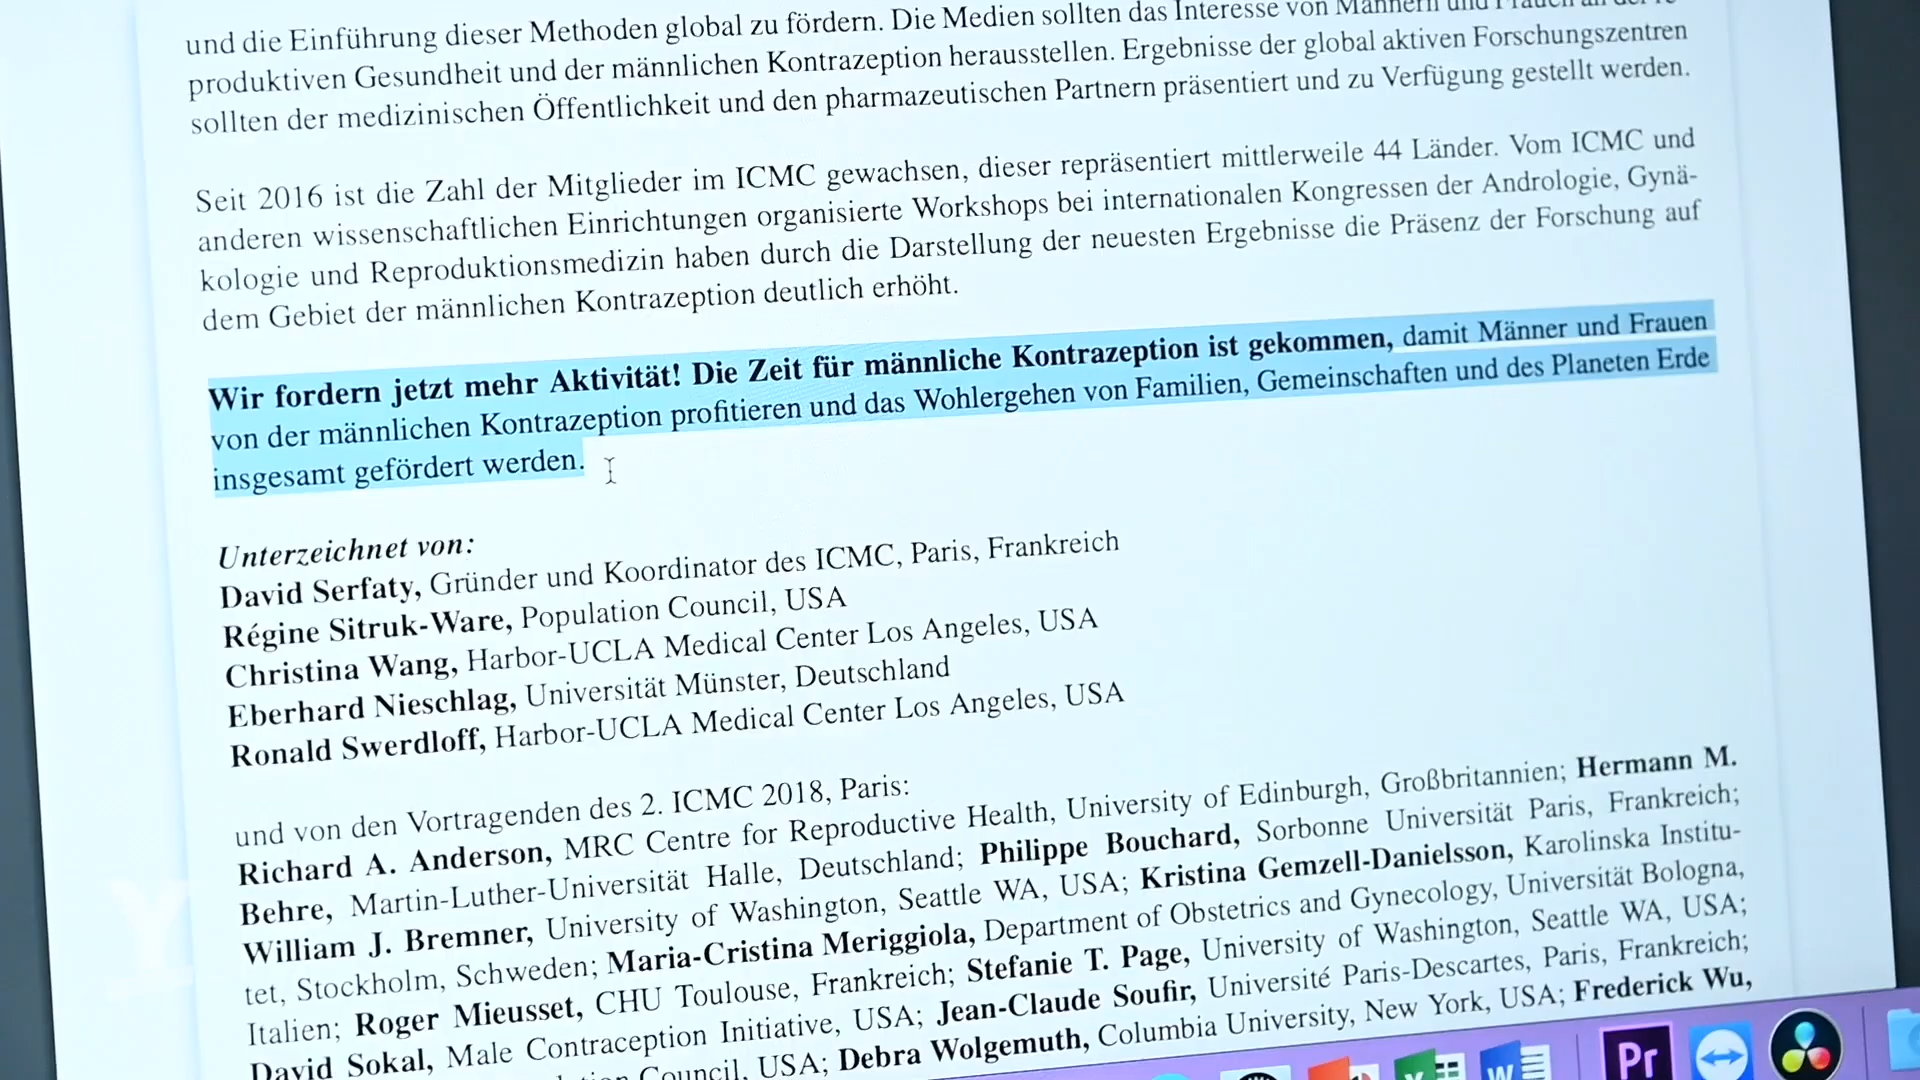 und die Einführung dieser Methoden global zu fördern. Die Medien sollten das Interesse von Männern und Frauen an der re-
produktiven Gesundheit und der männlichen Kontrazeption herausstellen. Ergebnisse der global aktiven Forschungszentren
sollten der medizinischen Öffentlichkeit und den pharmazeutischen Partnern präsentiert und zu Verfügung gestellt werden.
Seit 2016 ist die Zahl der Mitglieder im ICMC gewachsen, dieser repräsentiert mittlerweile 44 Länder. Vom ICMC und
anderen wissenschaftlichen Einrichtungen organisierte Workshops bei internationalen Kongressen der Andrologie, Gynä-
kologie und Reproduktionsmedizin haben durch die Darstellung der neuesten Ergebnisse die Präsenz der Forschung auf
dem Gebiet der männlichen Kontrazeption deutlich erhöht.
Wir fordern jetzt mehr Aktivität! Die Zeit für männliche Kontrazeption ist gekommen, damit Männer und Frauen
von der männlichen Kontrazeption profitieren und das Wohlergehen von Familien, Gemeinschaften und des Planeten Erde
insgesamt gefördert werden.
Unterzeichnet von:
David Serfaty, Gründer und Koordinator des ICMC, Paris, Frankreich
Régine Sitruk-Ware, Population Council, USA
Christina Wang, Harbor-UCLA Medical Center Los Angeles, USA
Eberhard Nieschlag, Universität Münster, Deutschland
Ronald Swerdloff, Harbor-UCLA Medical Center Los Angeles, USA
und von den Vortragenden des 2. ICMC 2018, Paris:
Richard A. Anderson, MRC Centre for Reproductive Health, University of Edinburgh, Großbritannien; Hermann M.
Behre, Martin-Luther-Universität Halle, Deutschland; Philippe Bouchard, Sorbonne Universität Paris, Frankreich;
William J. Bremner, University of Washington, Seattle WA, USA; Kristina Gemzell-Danielsson, Karolinska Institu-
tet, Stockholm, Schweden; Maria-Cristina Meriggiola, Department of Obstetrics and Gynecology, Universität Bologna,
Italien; Roger Mieusset, CHU Toulouse, Frankreich; Stefanie T. Page, University of Washington, Seattle WA, USA;
David Sokal, Male Contraception Initiative, USA; Jean-Claude Soufir, Université Paris-Descartes, Paris, Frankreich;
Council, USA; Debra Wolgemuth, Columbia University, New York, USA; Frederick Wu,
Pr
W
Y